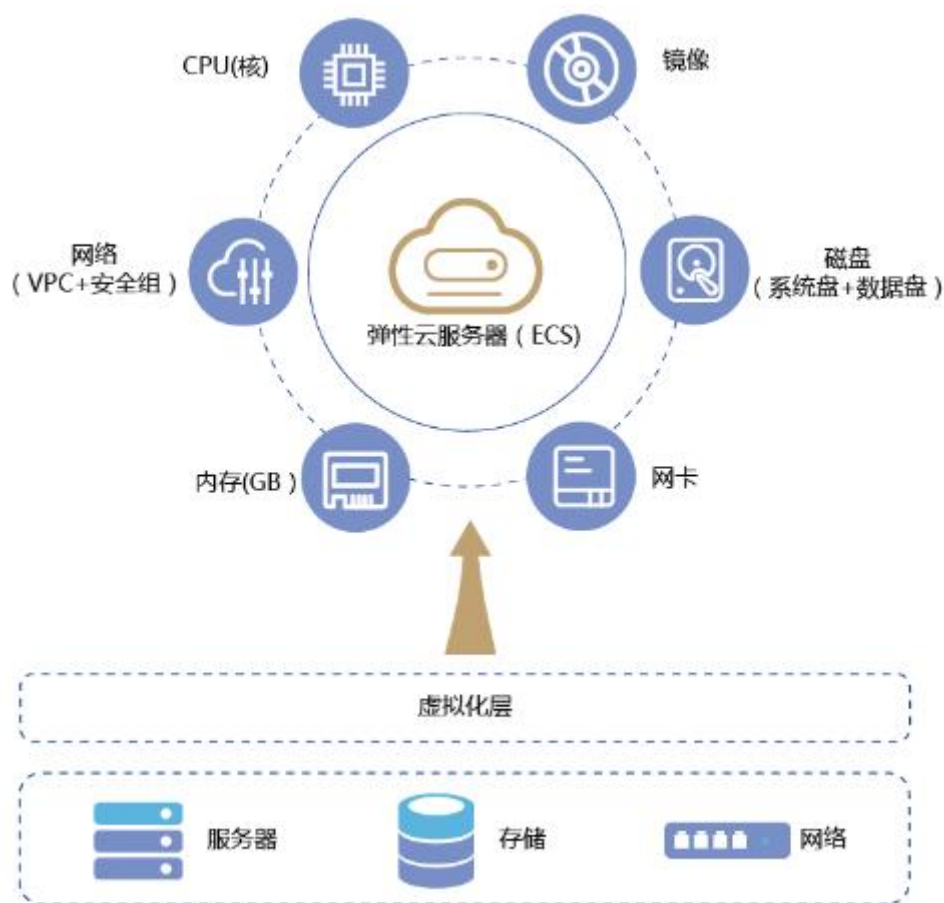 CPU(核)
镜像
网络
（VPC+安全组）
磁盘
（系统盘+数据盘）
弹性云服务器（ECS)
内存(GB）
网卡
虚拟化层
服务器
存储
网络